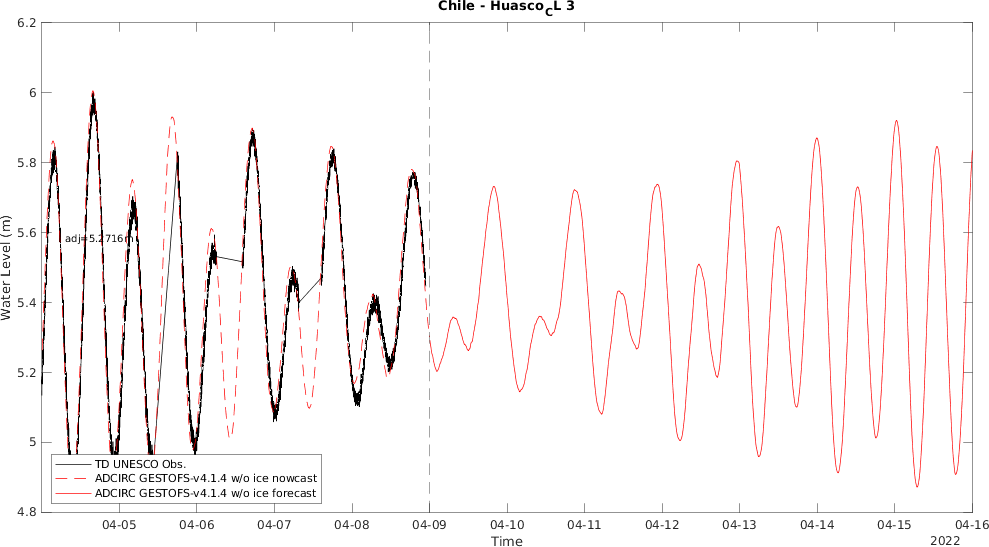 Chile - Huasco_CL 3
Water Level (m)
6.2
6
5.8
5.6
5.4
5.2
5
4.8
adj=5.2716m
TD UNESCO Obs.
ADCIRC GESTOFS-v4.1.4 w/o ice nowcast
ADCIRC GESTOFS-v4.1.4 w/o ice forecast
04-05 04-06 04-07 04-08 04-09 04-10 04-11 04-12 04-13 04-14 04-15 04-16
Time
2022